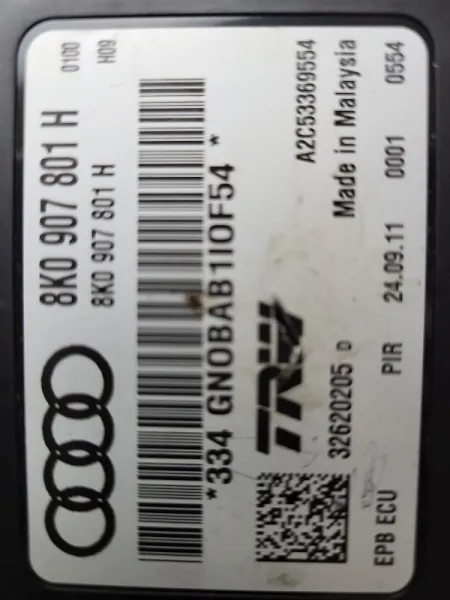 8K0 907 801 H
0100
8K0 907 801 H
H09
*334 GN0BAB1I0F54 *
TRW
A2C53369554
32620205 D
Made in Malaysia
EPB ECU
PIR
24.09.11
0001
0554